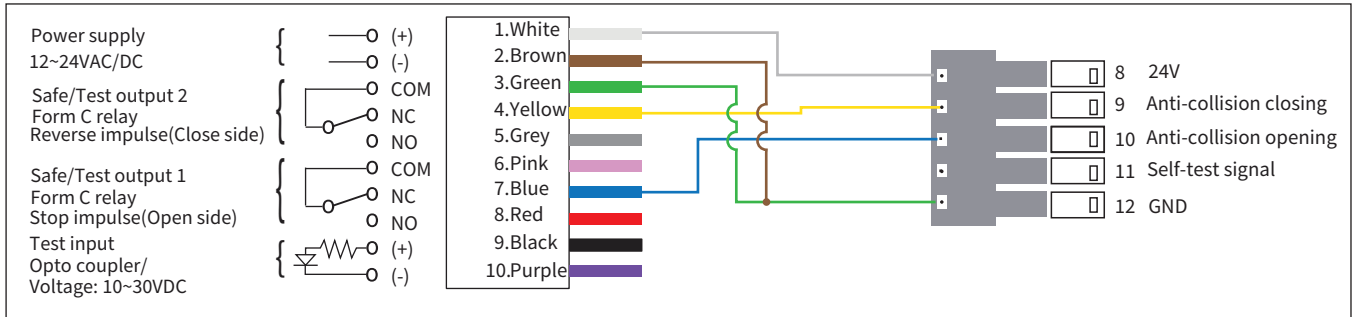 Power supply
12~24VAC/DC
(+)
(-)
Safe/Test output 2
Form C relay
Reverse impulse(Close side)
COM
NC
NO
Safe/Test output 1
Form C relay
Stop impulse(Open side)
COM
NC
NO
Test input
Opto coupler/
Voltage: 10~30VDC
(+)
(-)
1.White
2.Brown
3.Green
4.Yellow
5.Grey
6.Pink
7.Blue
8.Red
9.Black
10.Purple
8 24V
9 Anti-collision closing
10 Anti-collision opening
11 Self-test signal
12 GND